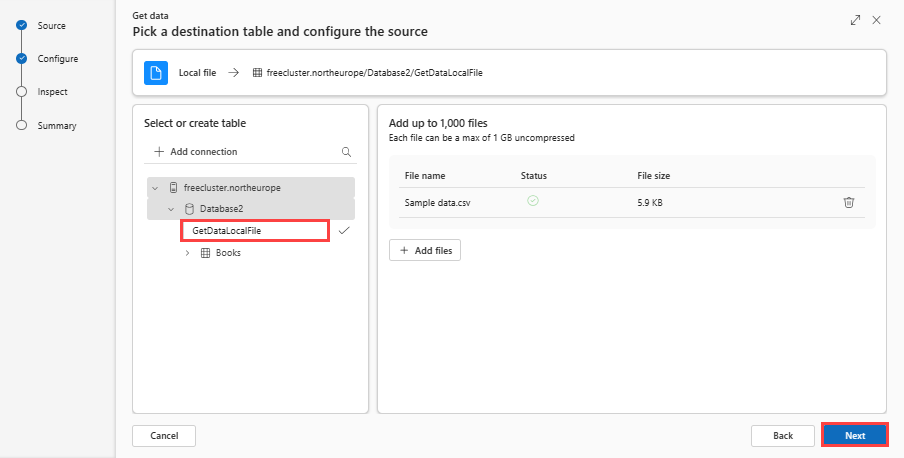 Source
Configure
Inspect
Summary
Get data
Pick a destination table and configure the source
Local file
freecluster.northeurope/Database2/GetDataLocalFile
Select or create table
Add connection
freecluster.northeurope
Database2
GetDataLocalFile
Books
Add up to 1,000 files
Each file can be a max of 1 GB uncompressed
File name Status File size
Sample data.csv 5.9 KB
Add files
Cancel Back Next